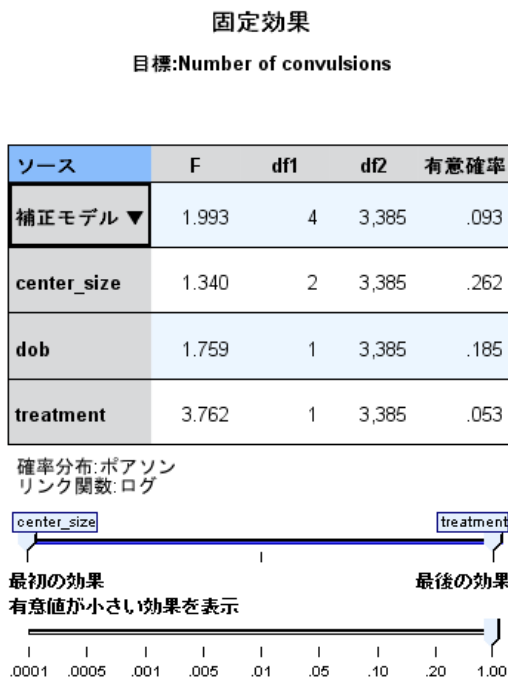 固定効果
目標:Number of convulsions
ソース F df1 df2 有意確率
補正モデル ▼ 1.993 4 3,385 .093
center_size 1.340 2 3,385 .262
dob 1.759 1 3,385 .185
treatment 3.762 1 3,385 .053
確率分布:ポアソン
リンク関数:ログ
center_size treatment
最初の効果 最後の効果
有意値が小さい効果を表示
.0001 .0005 .001 .005 .01 .05 .10 .20 1.00